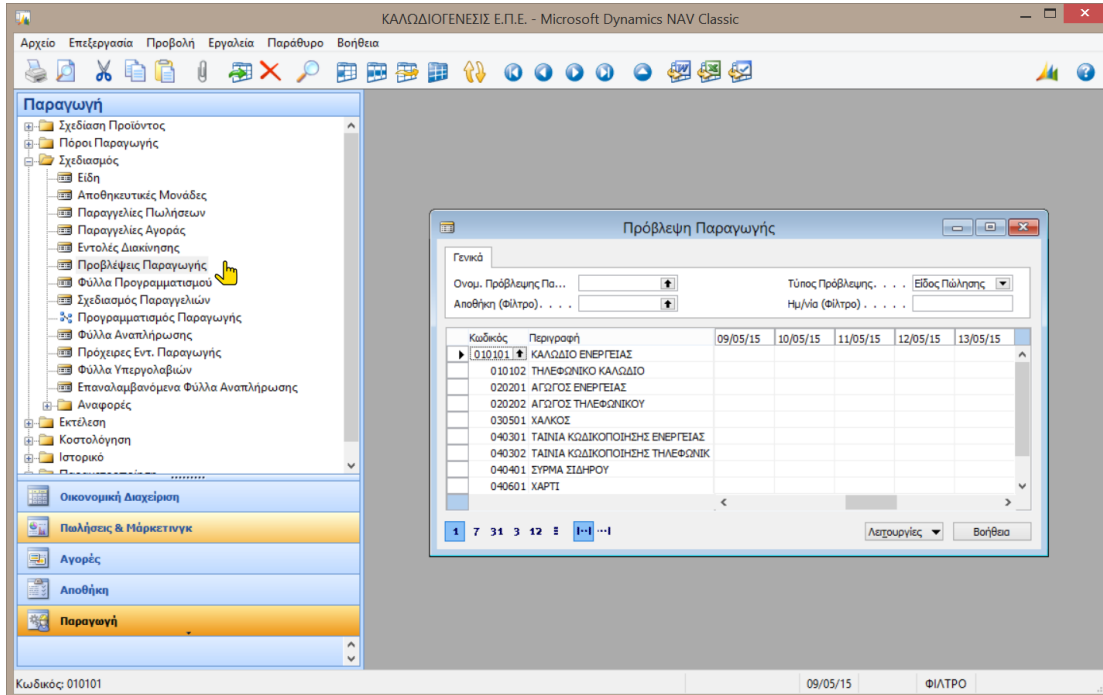 ΚΑΛΩΔΙΟΓΕΝΕΣΙΣ Ε.Π.Ε. - Microsoft Dynamics NAV Classic
Αρχείο Επεξεργασία Προβολή Εργαλεία Παράθυρο Βοήθεια
Παραγωγή
Σχεδίαση Προϊόντος
Πόροι Παραγωγής
Σχεδιασμός
Είδη
Αποθηκευτικές Μονάδες
Παραγγελίες Πωλήσεων
Παραγγελίες Αγοράς
Εντολές Διακίνησης
Προβλέψεις Παραγωγής
Φύλλα Προγραμματισμού
Σχεδιασμός Παραγγελιών
Προγραμματισμός Παραγωγής
Φύλλα Αναπλήρωσης
Πρόχειρες Εντ. Παραγωγής
Φύλλα Υπεργολαβιών
Επαναλαμβανόμενα Φύλλα Αναπλήρωσης
Αναφορές
Εκτέλεση
Κοστολόγηση
Ιστορικό
Οικονομική Διαχείριση
Πωλήσεις & Μάρκετινγκ
Αγορές
Αποθήκη
Παραγωγή
Πρόβλεψη Παραγωγής
Γενικά
Ονομ. Πρόβλεψης Πα... Τύπος Πρόβλεψης. . . . Είδος Πώλησης
Αποθήκη (Φίλτρο). . . . Ημ/νία (Φίλτρο) . . . . .
Κωδικός Περιγραφή 09/05/15 10/05/15 11/05/15 12/05/15 13/05/15
010101 ΚΑΛΩΔΙΟ ΕΝΕΡΓΕΙΑΣ
010102 ΤΗΛΕΦΩΝΙΚΟ ΚΑΛΩΔΙΟ
020201 ΑΓΩΓΟΣ ΕΝΕΡΓΕΙΑΣ
020202 ΑΓΩΓΟΣ ΤΗΛΕΦΩΝΙΚΟΥ
030501 ΧΑΛΚΟΣ
040301 ΤΑΙΝΙΑ ΚΩΔΙΚΟΠΟΙΗΣΗΣ ΕΝΕΡΓΕΙΑΣ
040302 ΤΑΙΝΙΑ ΚΩΔΙΚΟΠΟΙΗΣΗΣ ΤΗΛΕΦΩΝΙΚ
040401 ΣΥΡΜΑ ΣΙΔΗΡΟΥ
040601 ΧΑΡΤΙ
1 7 31 3 12 Λειτουργίες Βοήθεια
Κωδικός: 010101 09/05/15 ΦΙΛΤΡΟ